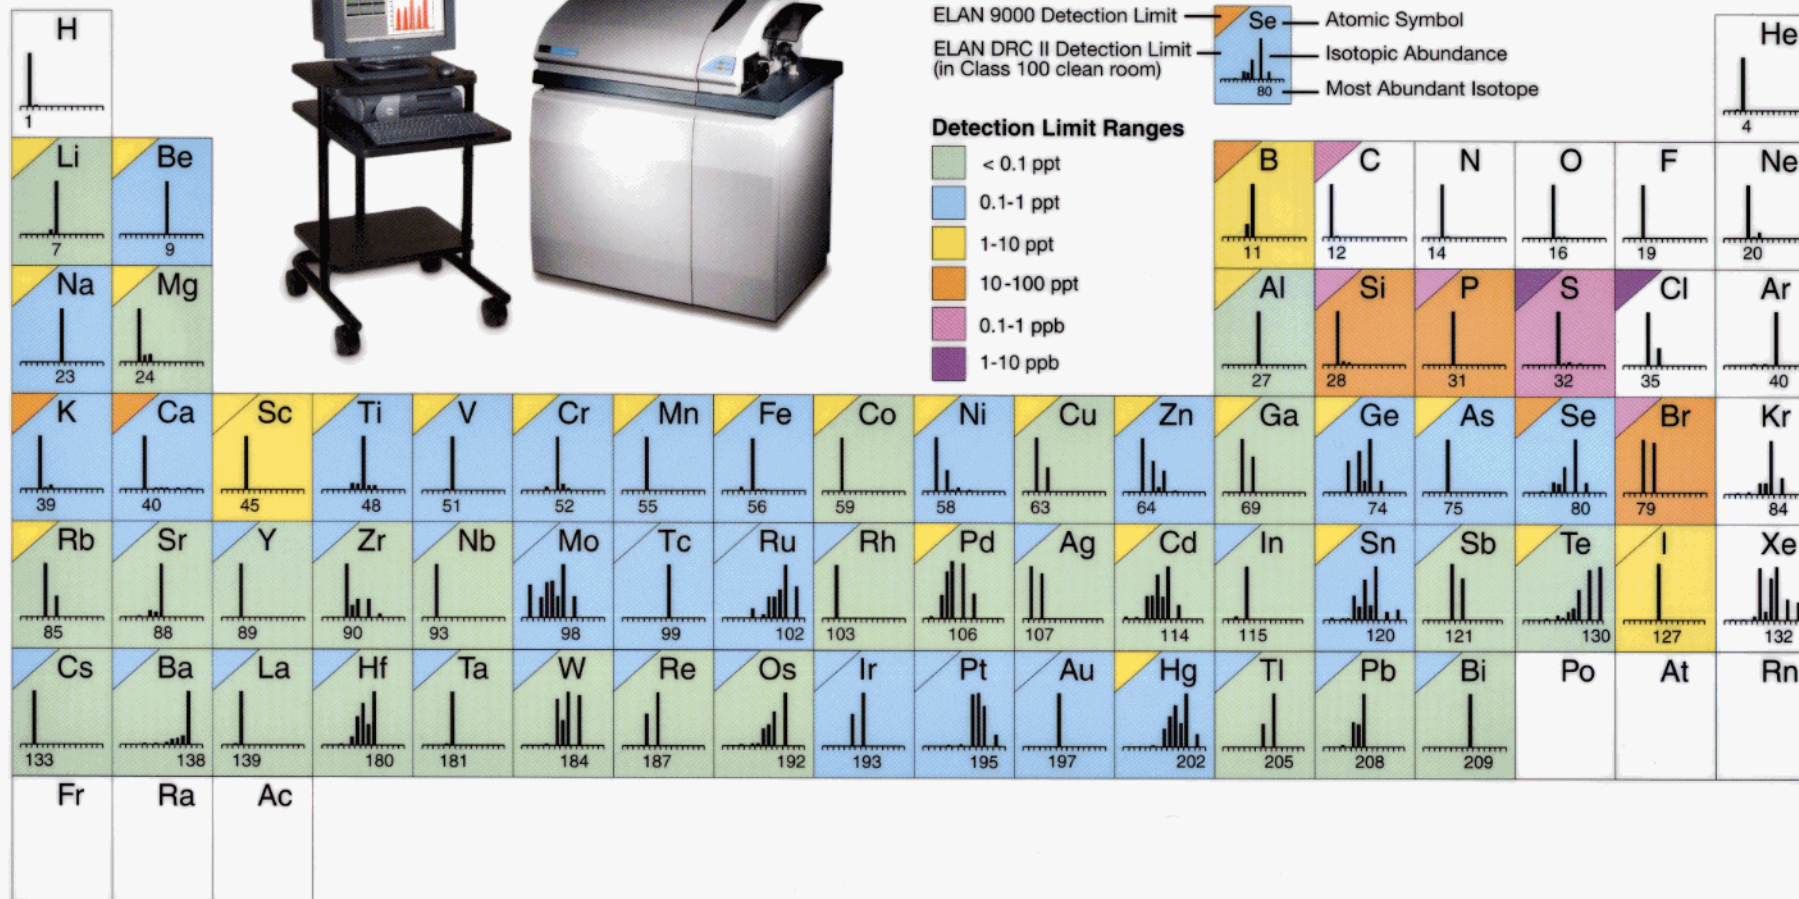 H
1
ELAN 9000 Detection Limit
ELAN DRC II Detection Limit
(in Class 100 clean room)
Se
80
Atomic Symbol
Isotopic Abundance
Most Abundant Isotope
He
4
Detection Limit Ranges
< 0.1 ppt
0.1-1 ppt
1-10 ppt
10-100 ppt
0.1-1 ppb
1-10 ppb
Li Be B C N O F Ne
7 9 11 12 14 16 19 20
Na Mg Al Si P S Cl Ar
23 24 27 28 31 32 35 40
K Ca Sc Ti V Cr Mn Fe Co Ni Cu Zn Ga Ge As Se Br Kr
39 40 45 48 51 52 55 56 59 58 63 64 69 74 75 80 79 84
Rb Sr Y Zr Nb Mo Tc Ru Rh Pd Ag Cd In Sn Sb Te I Xe
85 88 89 90 93 98 99 102 103 106 107 114 115 120 121 130 127 132
Cs Ba La Hf Ta W Re Os Ir Pt Au Hg Tl Pb Bi Po At Rn
133 138 139 180 181 184 187 192 193 195 197 202 205 208 209
Fr Ra Ac